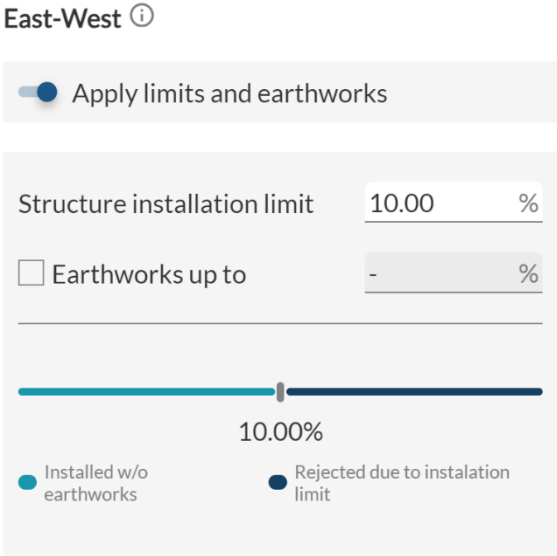 East-West
Apply limits and earthworks
Structure installation limit 10.00 %
Earthworks up to - %
10.00%
Installed w/o
earthworks
Rejected due to instalation
limit